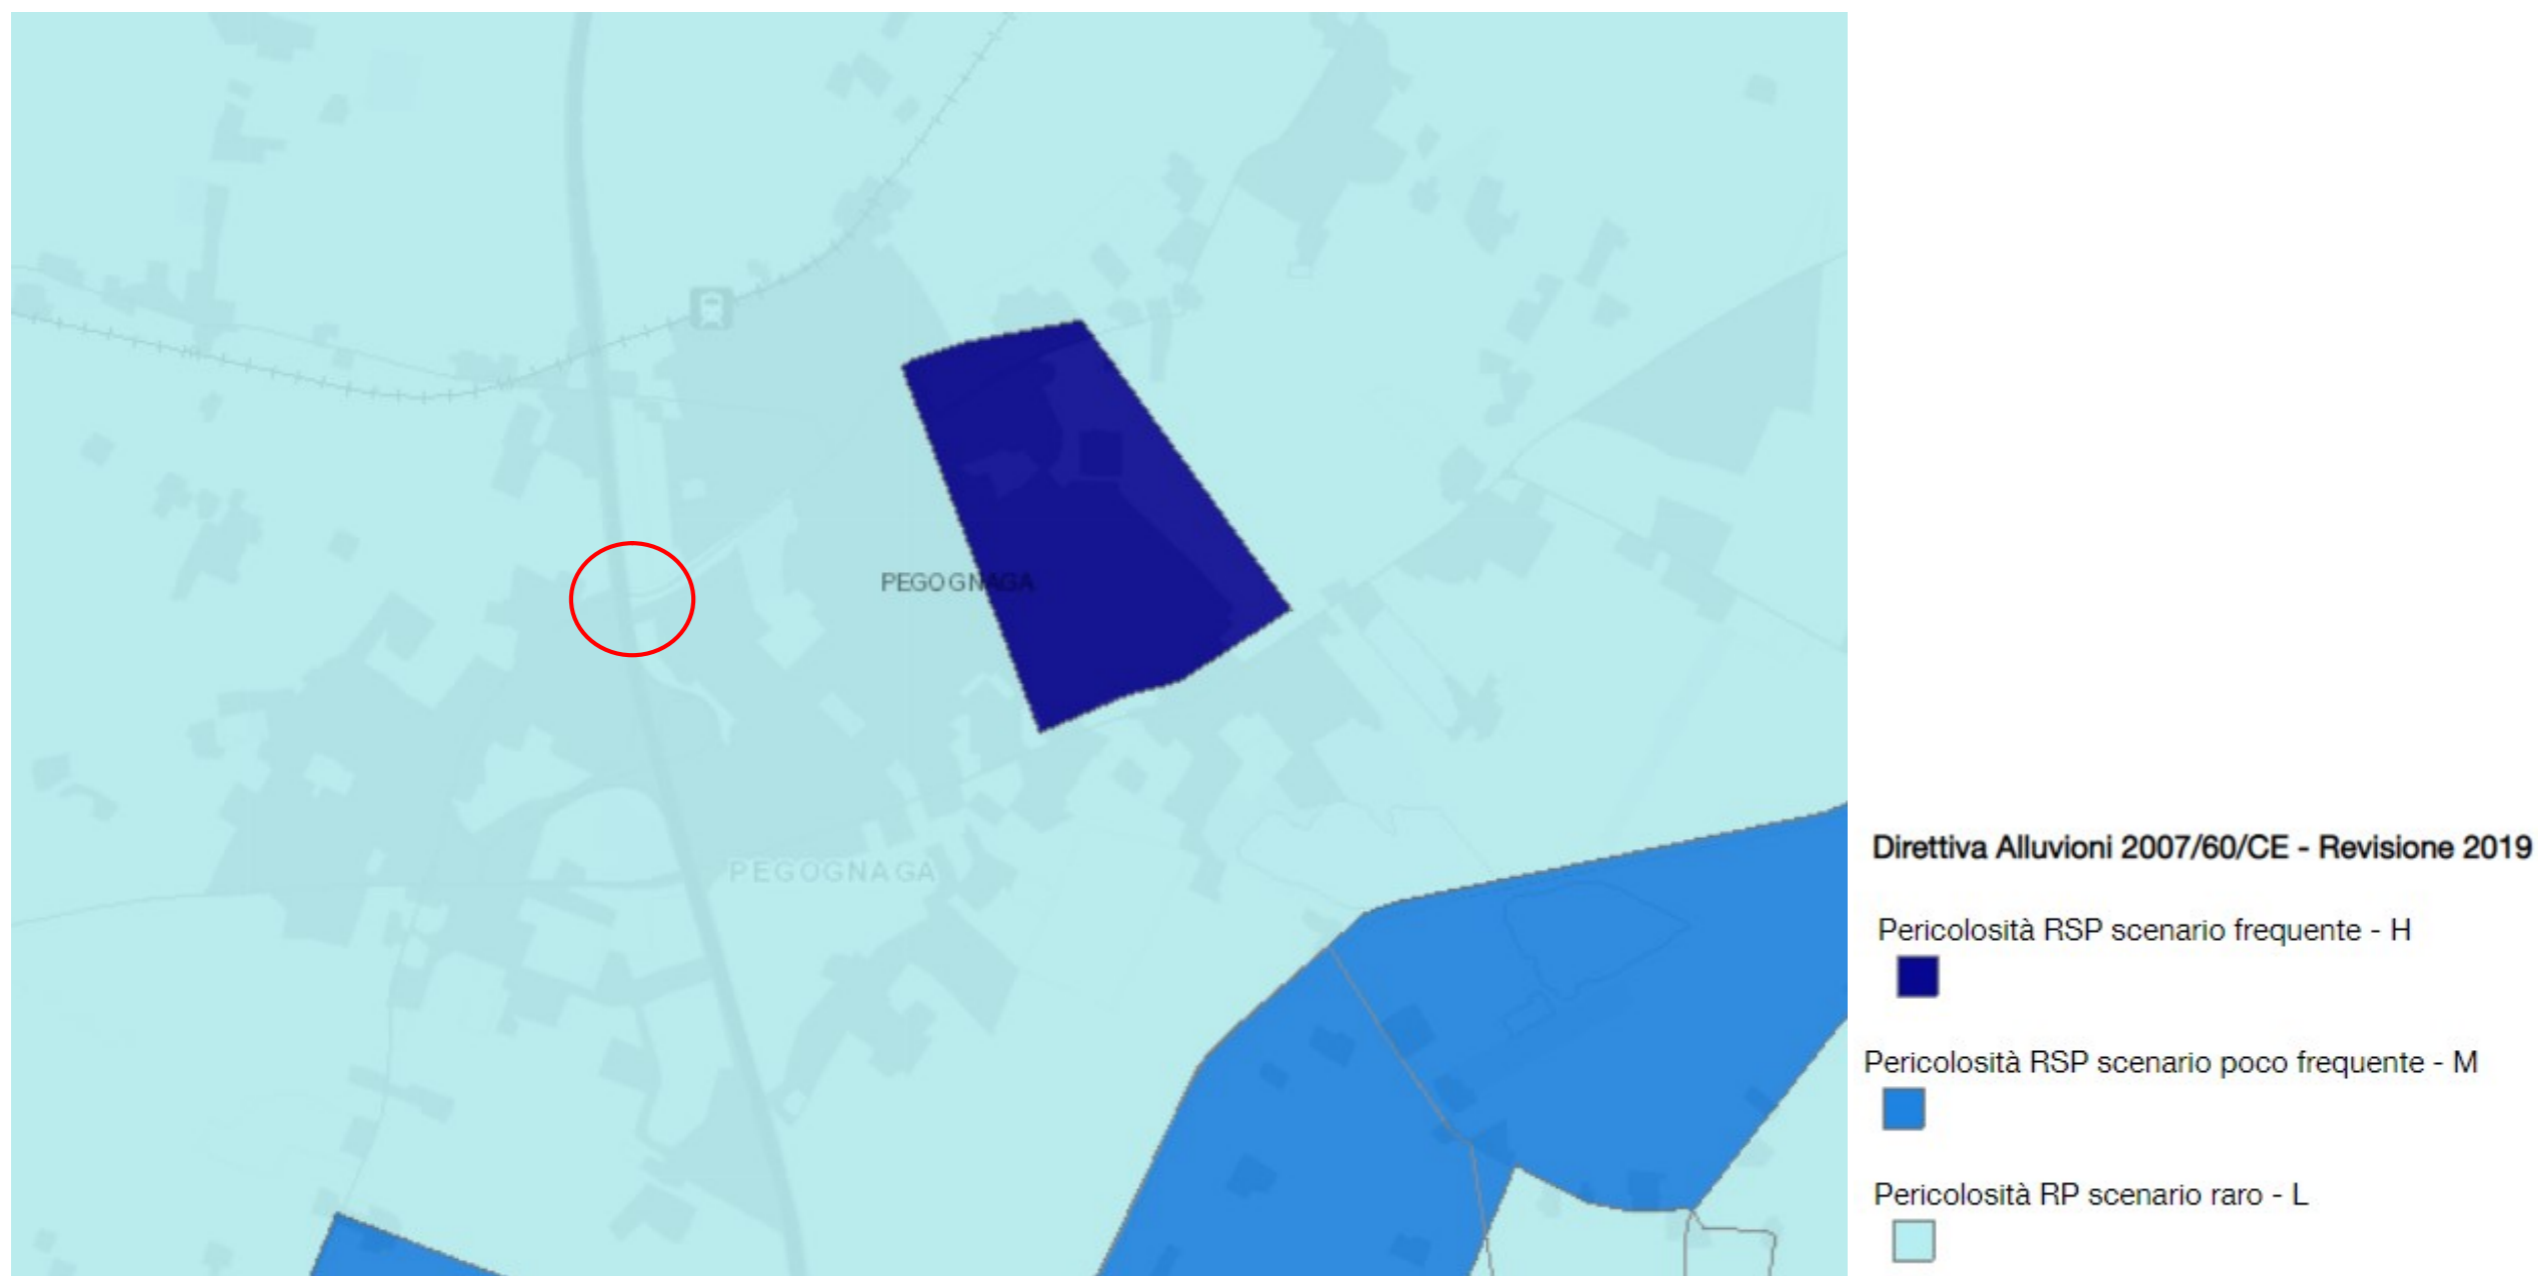 PEGOGNAGA
PEGOGNAGA
Direttiva Alluvioni 2007/60/CE - Revisione 2019
Pericolosità RSP scenario frequente - H
Pericolosità RSP scenario poco frequente - M
Pericolosità RP scenario raro - L